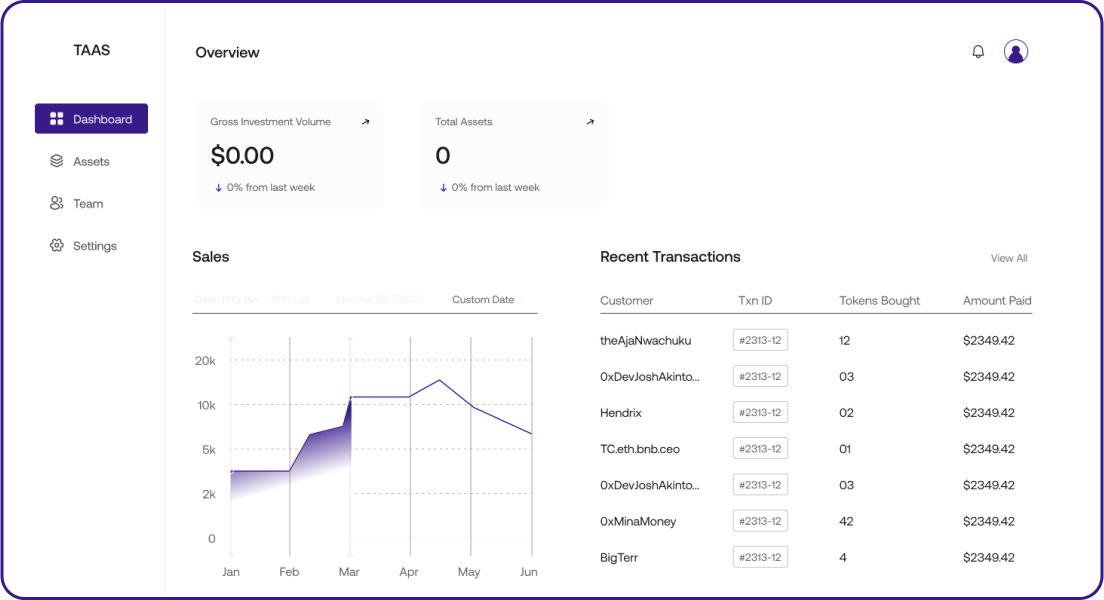 TAAS
Overview
Dashboard
Assets
Team
Settings
Gross Investment Volume
$0.00
0% from last week
Total Assets
0
0% from last week
Sales
Date: 19th Jan. - 18th Jun. Income: $8,795.23 Custom Date
20k
10k
5k
2k
0
Jan Feb Mar Apr May Jun
Recent Transactions View All
Customer Txn ID Tokens Bought Amount Paid
theAjaNwachuku #2313-12 12 $2349.42
0xDevJoshAkinto... #2313-12 03 $2349.42
Hendrix #2313-12 02 $2349.42
TC.eth.bnb.ceo #2313-12 01 $2349.42
0xDevJoshAkinto... #2313-12 03 $2349.42
0xMinaMoney #2313-12 42 $2349.42
BigTerr #2313-12 4 $2349.42